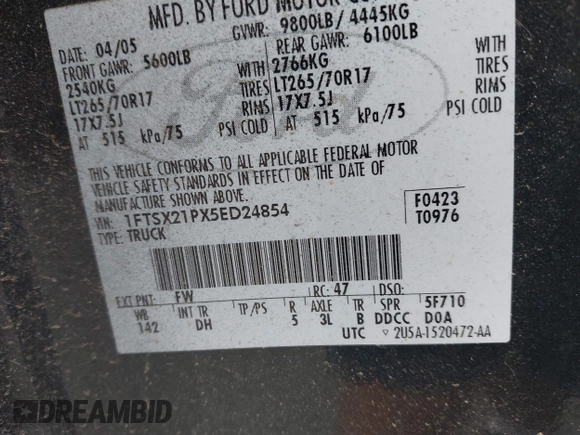 MFD. BY FORD MOTOR
DATE: 04/05 GVWR: 9800LB/ 4445KG
FRONT GAWR: 5600LB REAR GAWR: 6100LB
2540KG WITH 2766KG WITH
LT265/70R17 TIRES LT265/70R17 TIRES
17X7.5J RIMS 17X7.5J RIMS
AT 515 kPa/75 PSI COLD AT 515 kPa/75 PSI COLD
THIS VEHICLE CONFORMS TO ALL APPLICABLE FEDERAL MOTOR
VEHICLE SAFETY STANDARDS IN EFFECT ON THE DATE OF
MANUFACTURE SHOWN ABOVE.
VIN: 1FTSX21PX5ED24854 F0423
TYPE: TRUCK T0976
EXT PNT: FW RC: 47 DSO:
WB INT TR TP/PS R AXLE TR SPR 5F710
142 DH 5 3L B DDCC D0A
UTC 2U5A-1520472-AA
Ford
DREAMBID